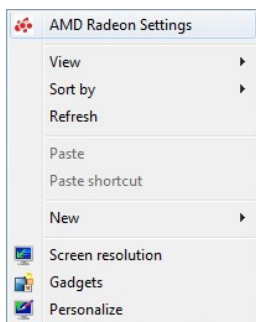 AMD Radeon Settings
View
Sort by
Refresh
Paste
Paste shortcut
New
Screen resolution
Gadgets
Personalize